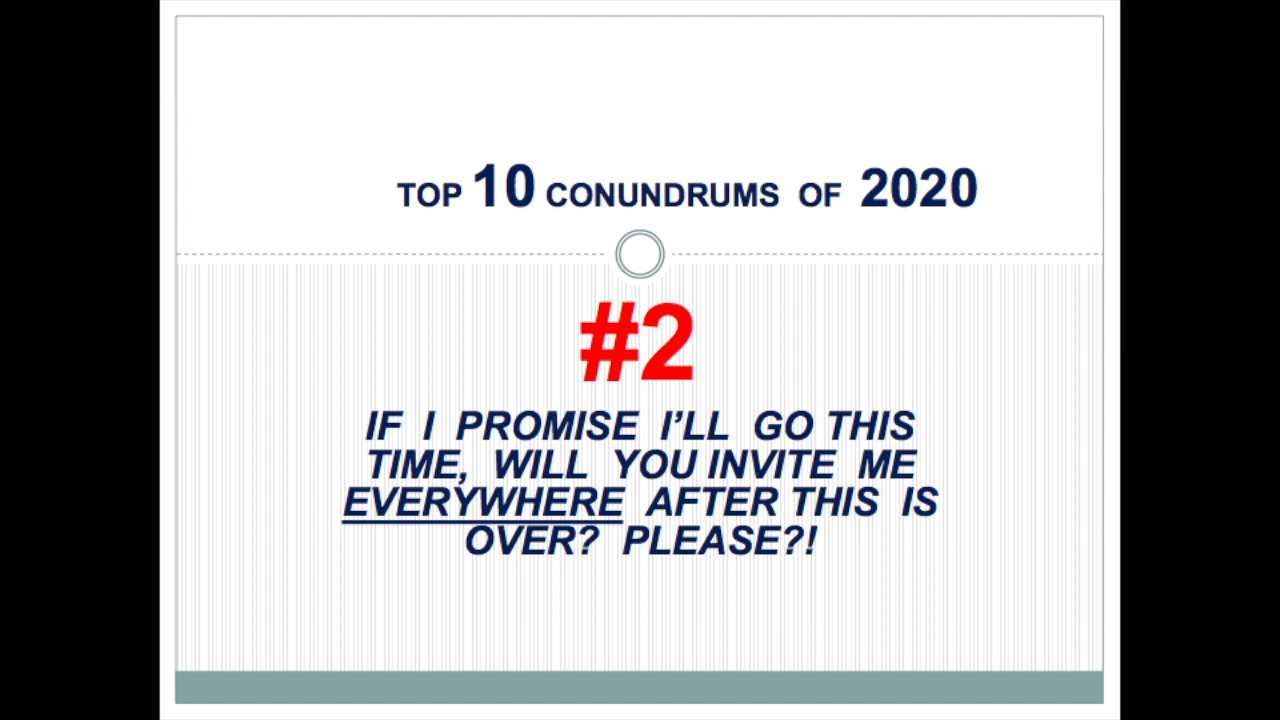 TOP 10 CONUNDRUMS OF 2020
#2
IF I PROMISE I'LL GO THIS
TIME, WILL YOU INVITE ME
EVERYWHERE AFTER THIS IS
OVER? PLEASE?!